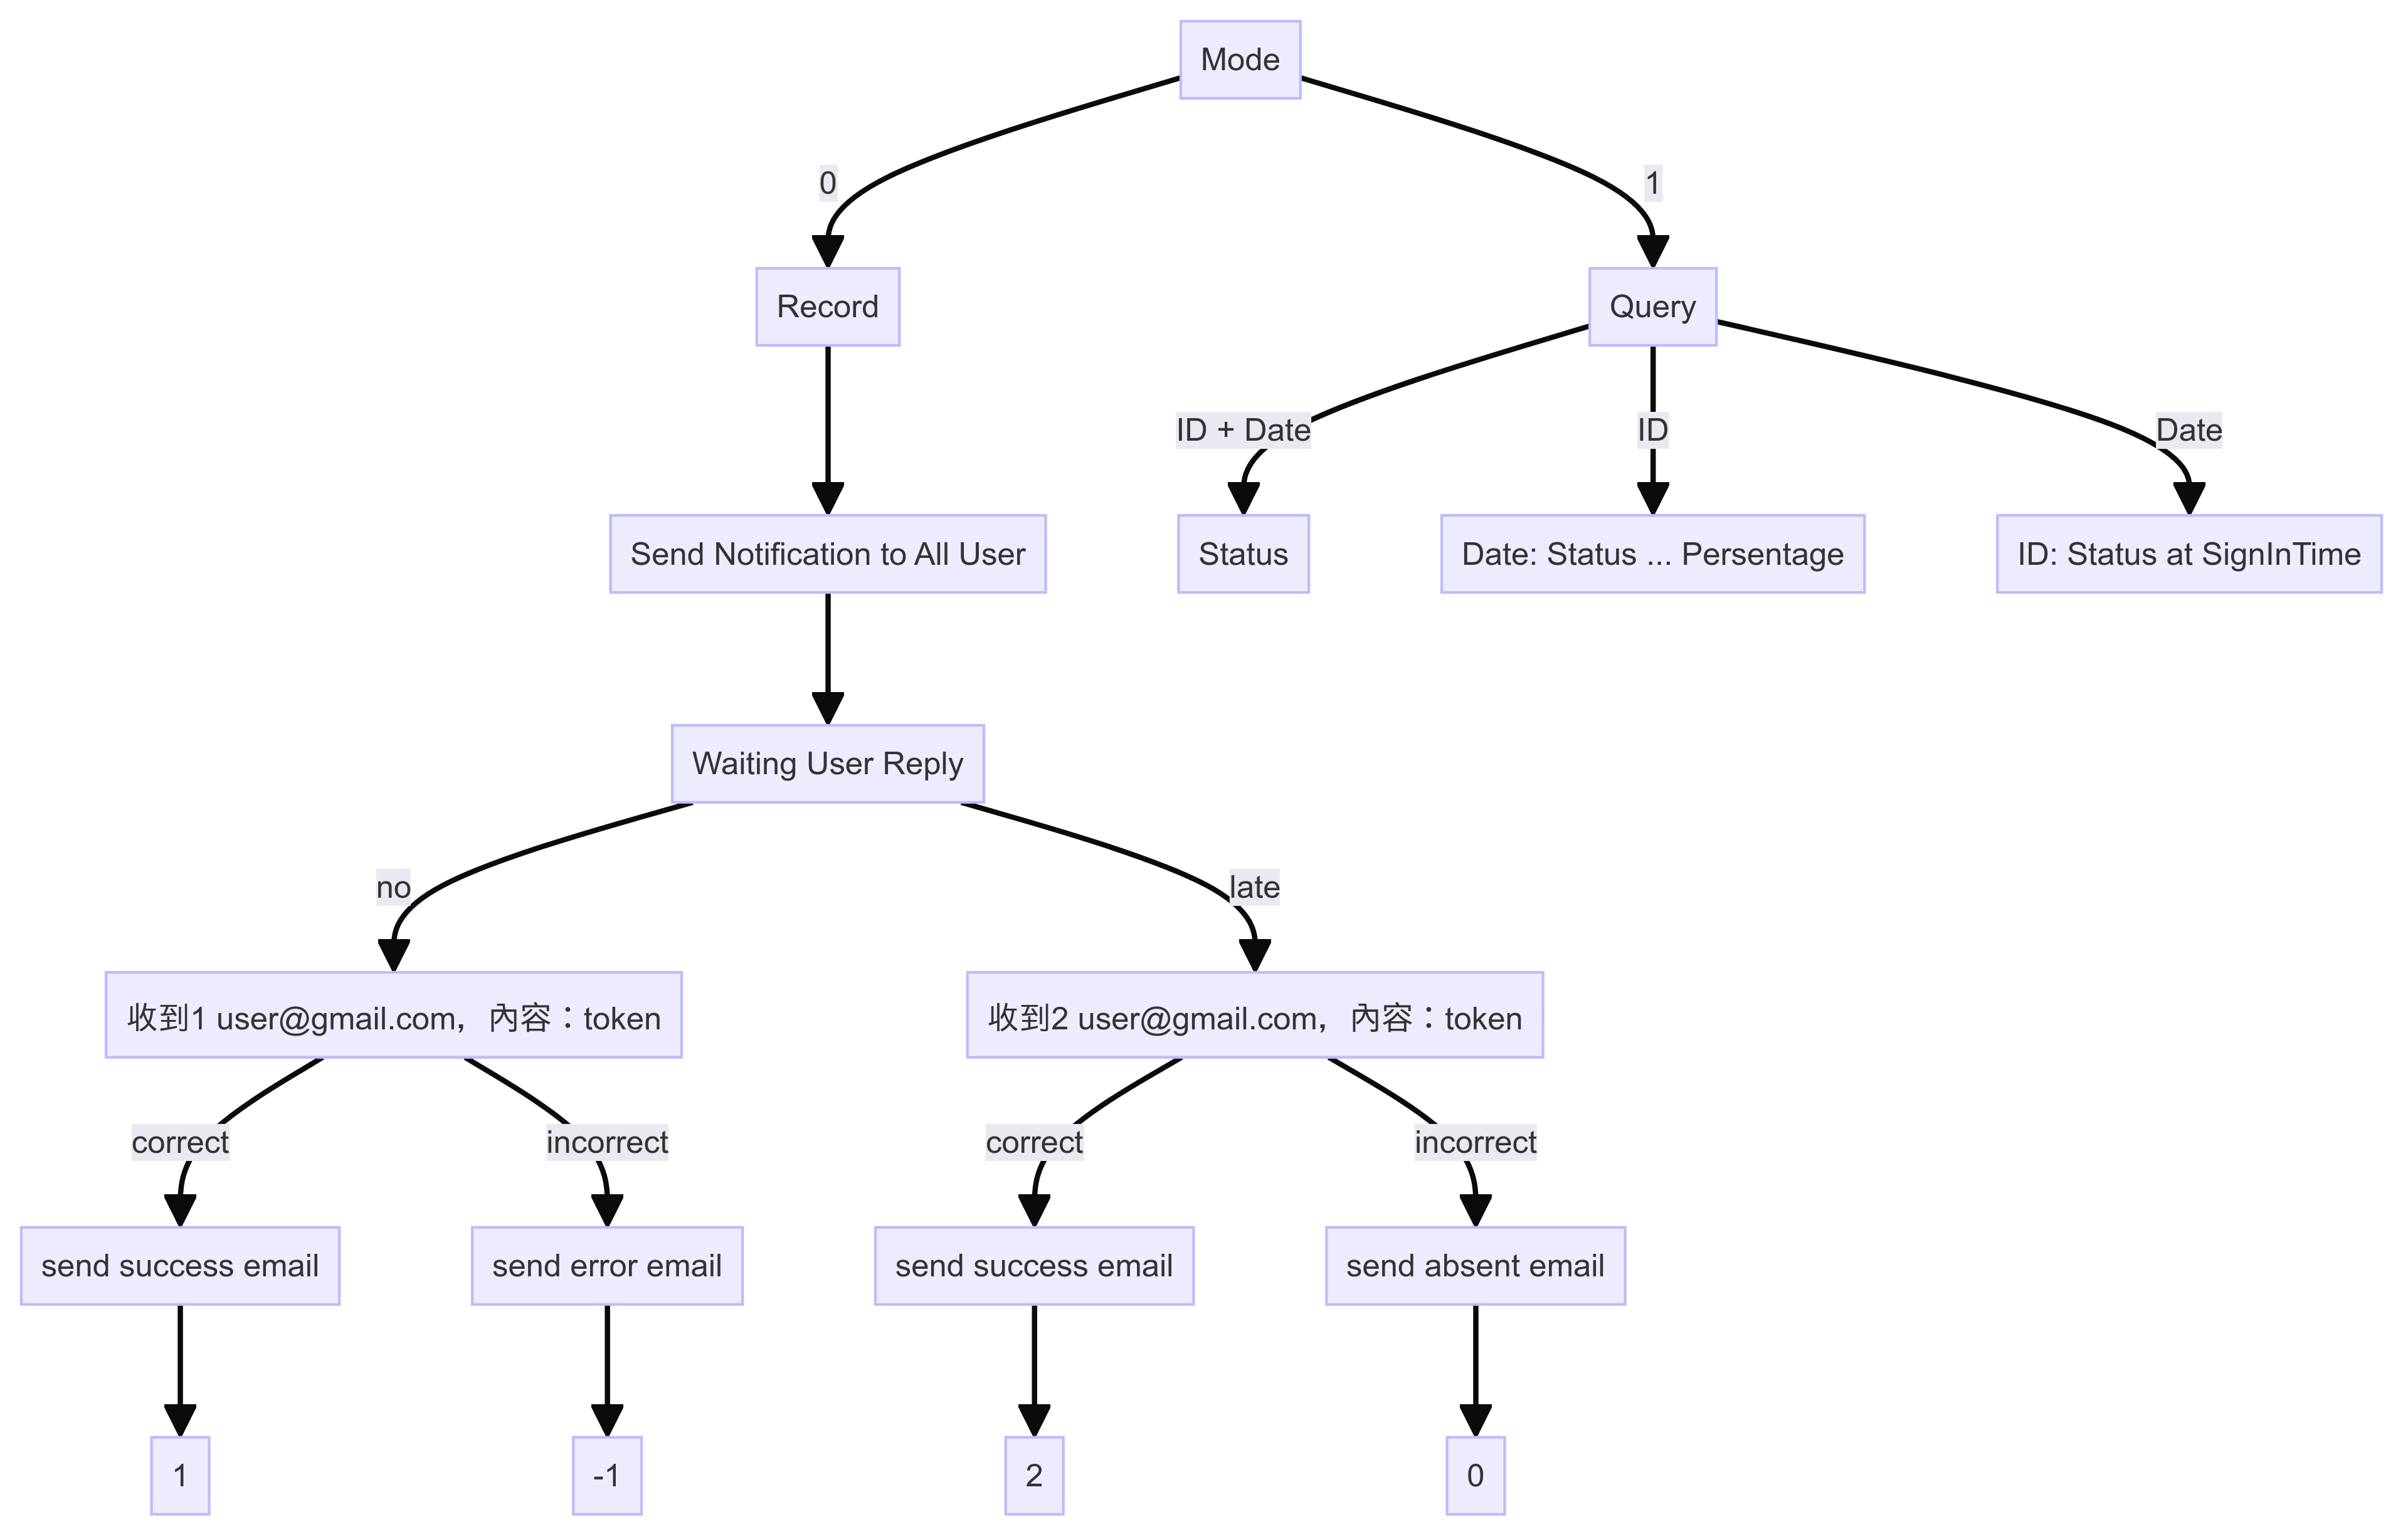 Mode
0
1
Record
Query
ID + Date
ID
Date
Send Notification to All User
Status
Date: Status ... Persentage
ID: Status at SignInTime
Waiting User Reply
no
late
收到1 user@gmail.com，內容：token
收到2 user@gmail.com，內容：token
correct
incorrect
correct
incorrect
send success email
send error email
send success email
send absent email
1
-1
2
0